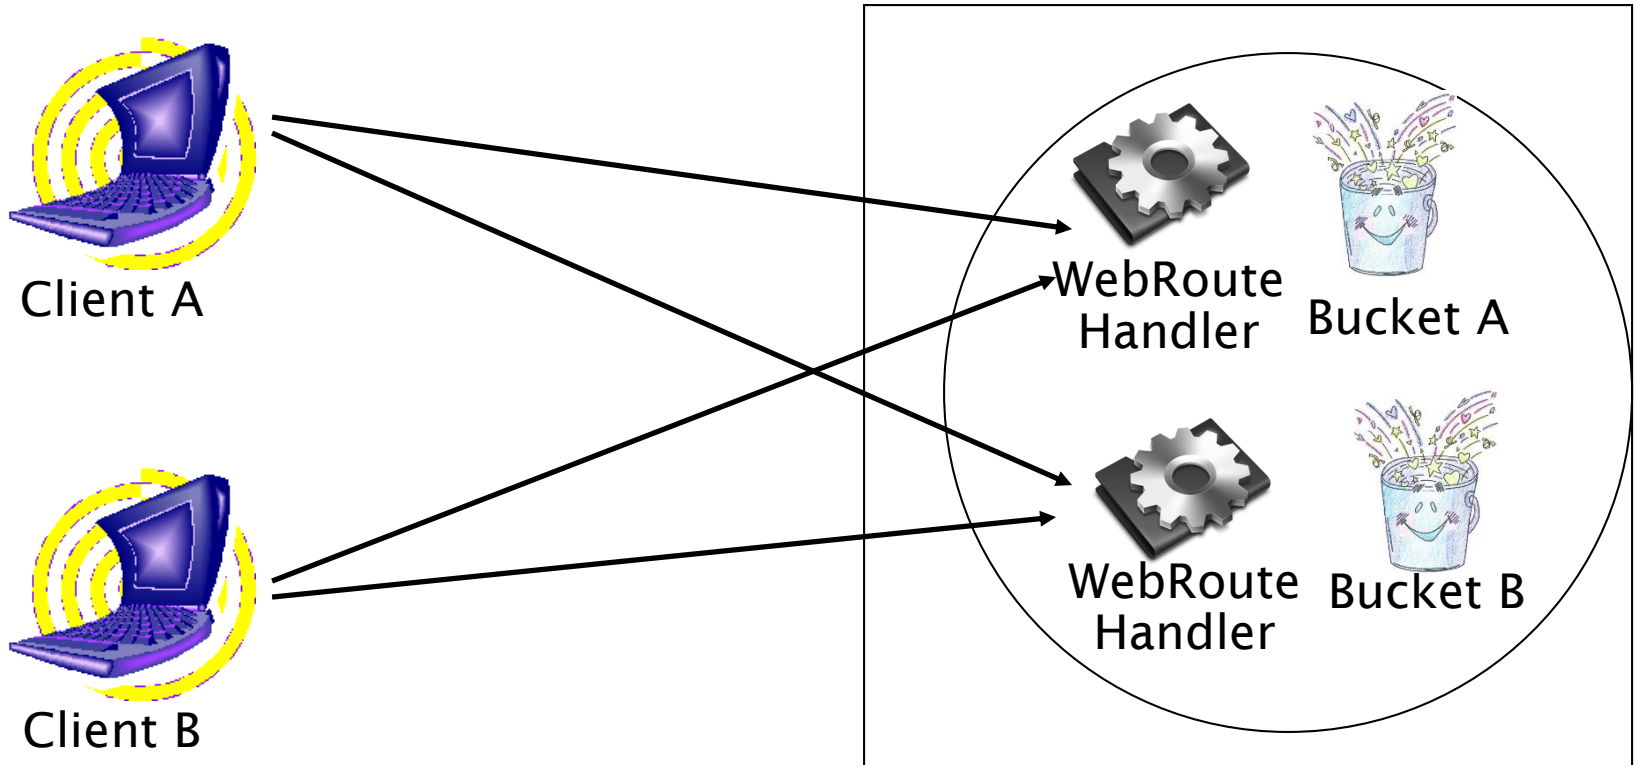 Client A
WebRoute
Handler
Bucket A
WebRoute
Handler
Bucket B
Client B